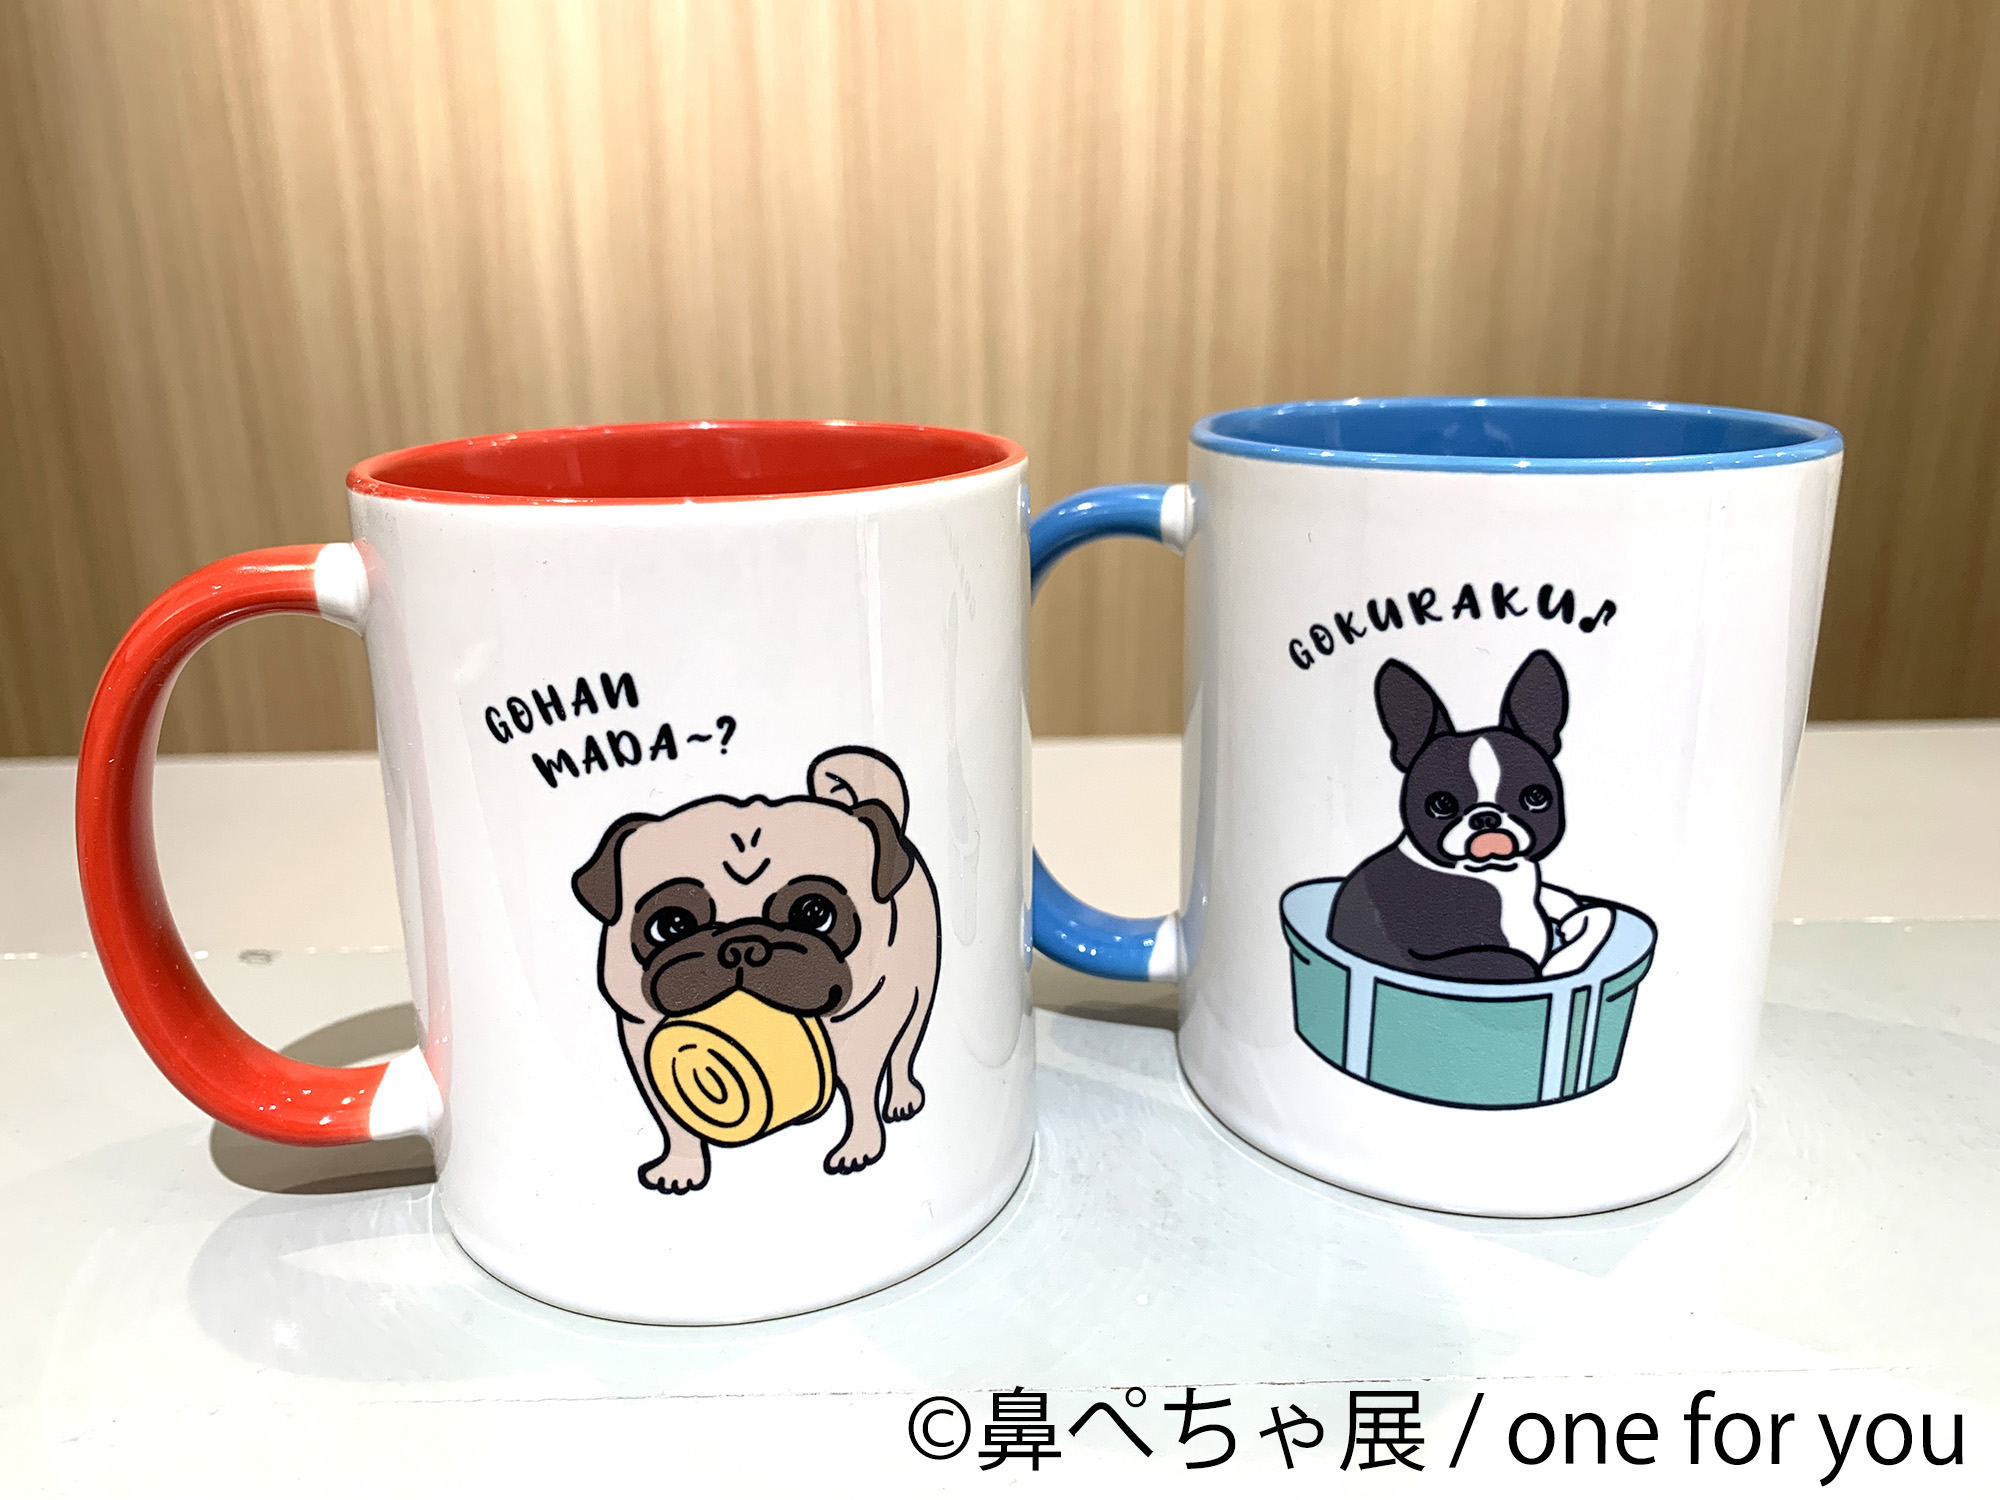 GOHAN
MADA~?
GOKURAKU♪
©鼻ぺちゃ展 / one for you